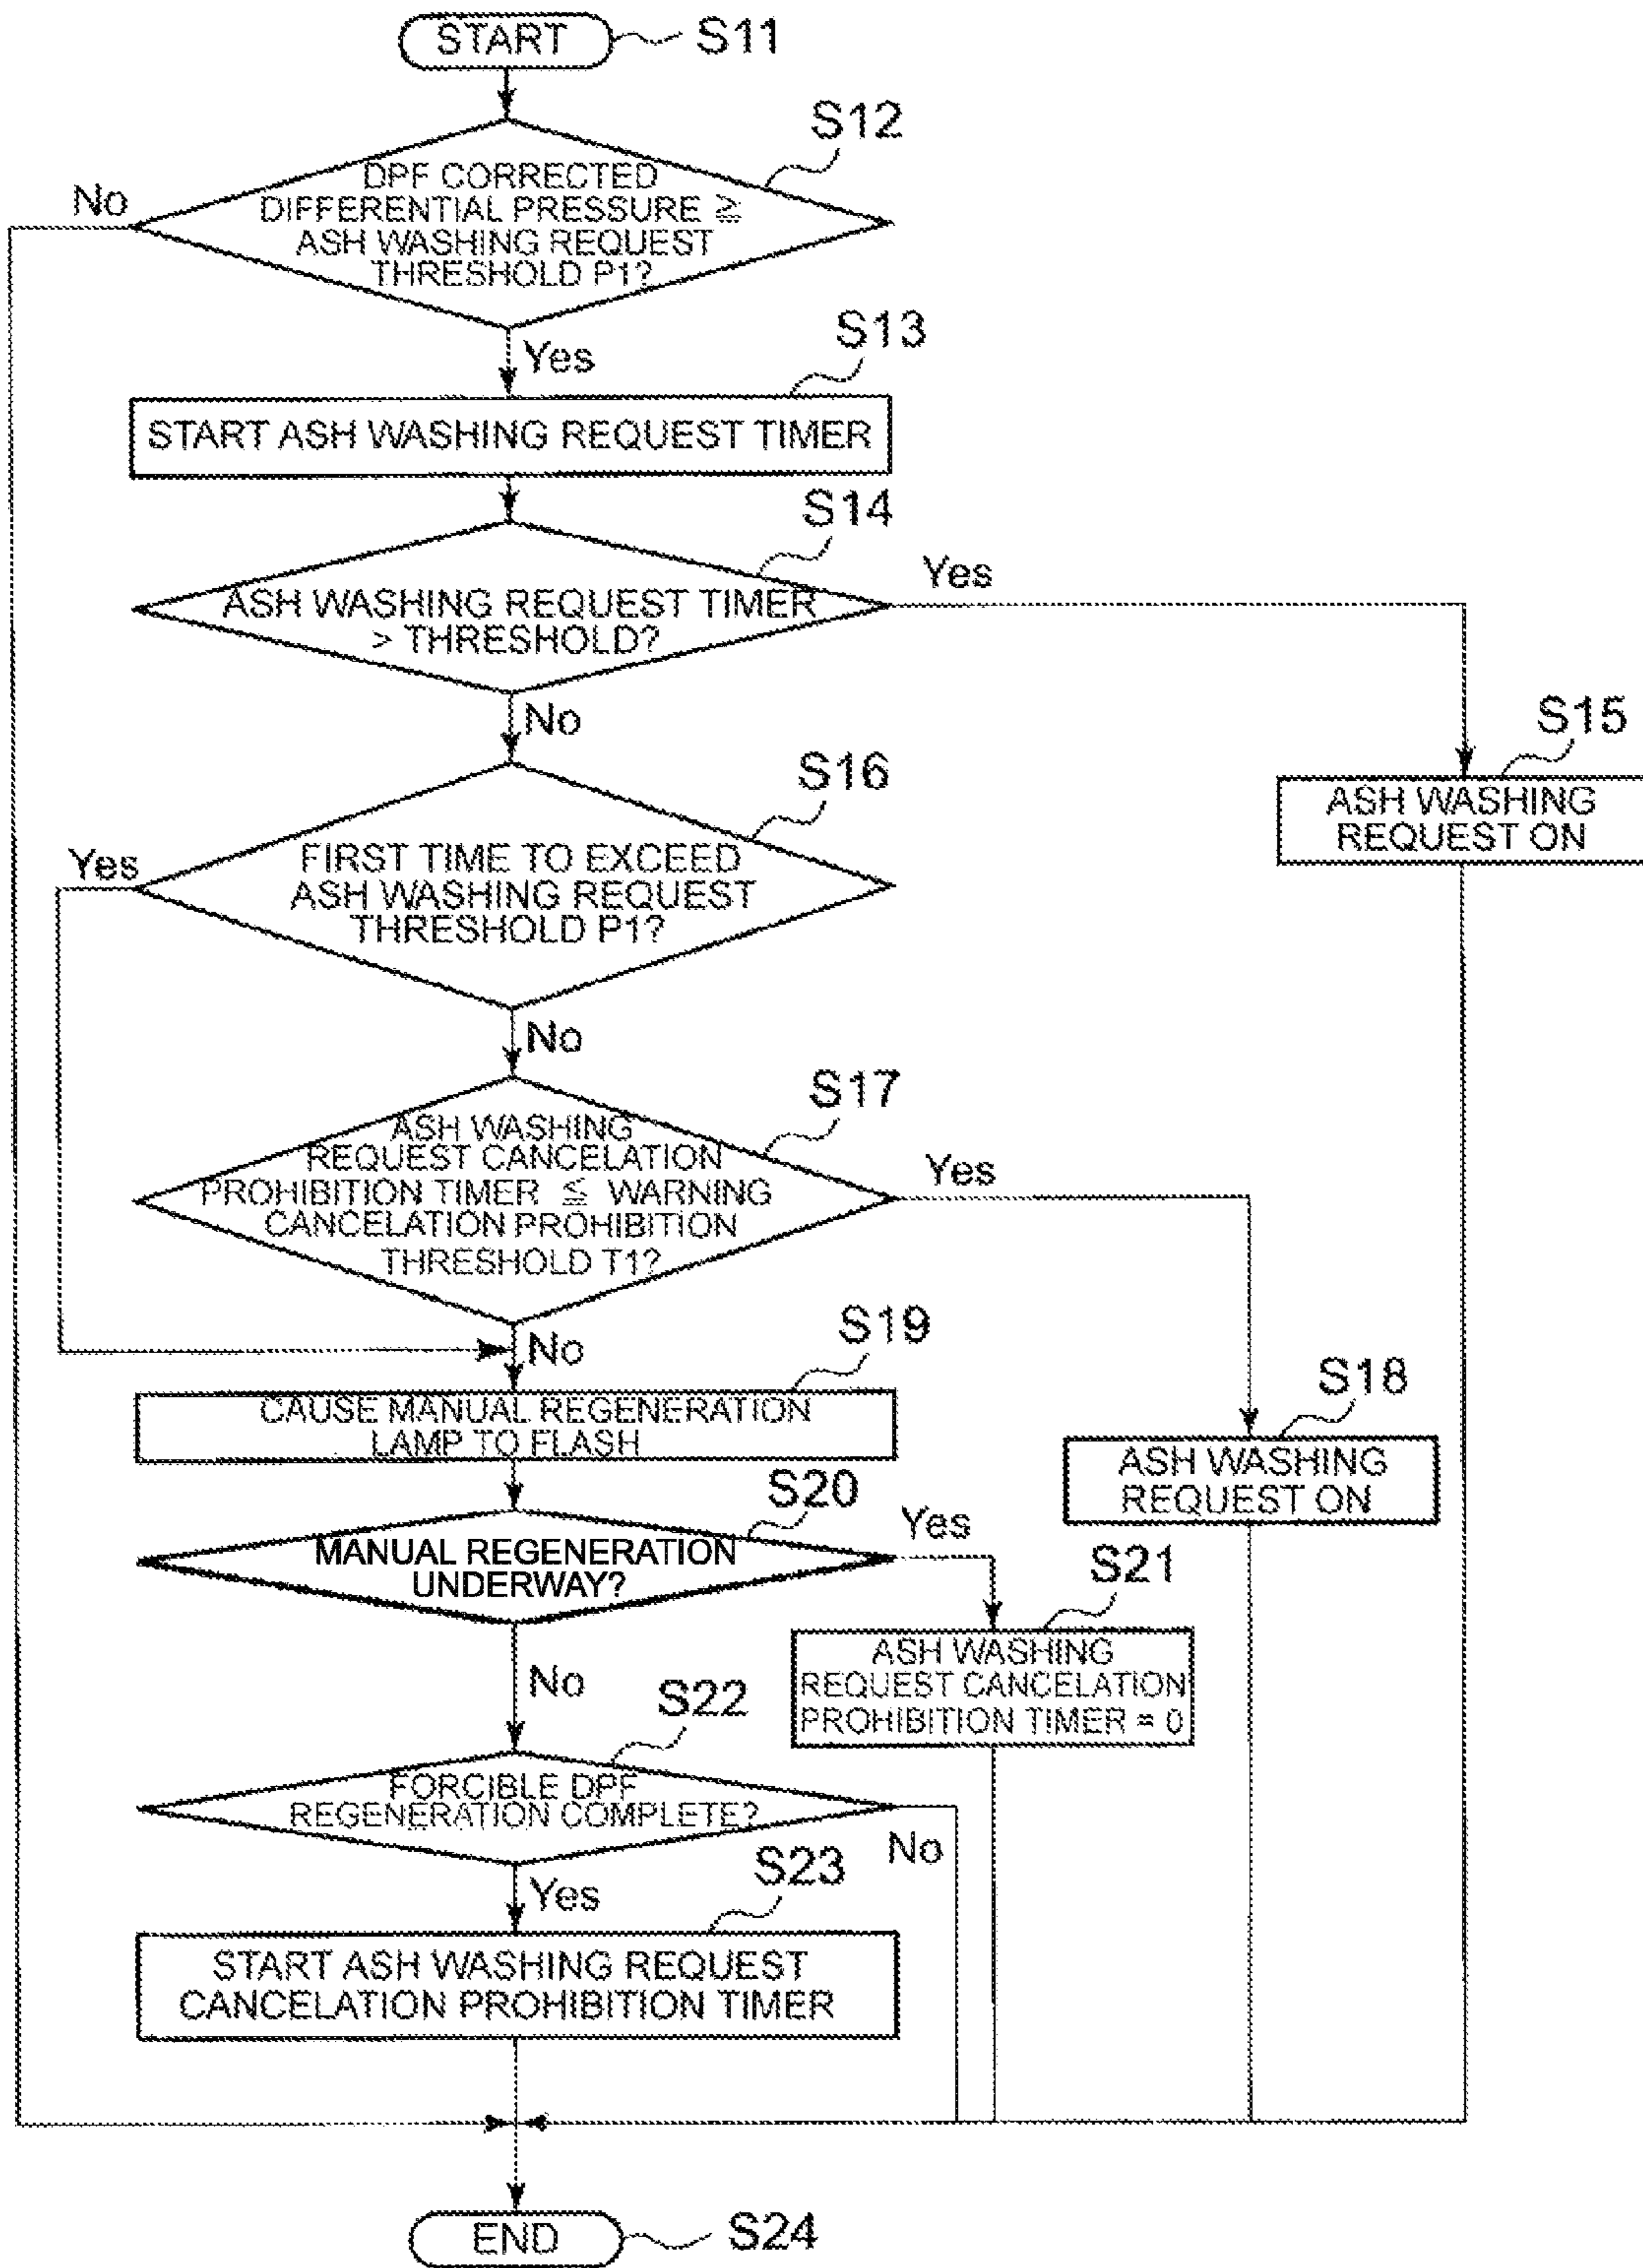 START
S11
S12
DPF CORRECTED
DIFFERENTIAL PRESSURE ≧
ASH WASHING REQUEST
THRESHOLD P1?
No
Yes
S13
START ASH WASHING REQUEST TIMER
S14
ASH WASHING REQUEST TIMER
> THRESHOLD?
Yes
No
S15
ASH WASHING
REQUEST ON
S16
FIRST TIME TO EXCEED
ASH WASHING REQUEST
THRESHOLD P1?
Yes
No
S17
ASH WASHING
REQUEST CANCELATION
PROHIBITION TIMER ≦ WARNING
CANCELATION PROHIBITION
THRESHOLD T1?
Yes
No
S18
ASH WASHING
REQUEST ON
S19
CAUSE MANUAL REGENERATION
LAMP TO FLASH
S20
MANUAL REGENERATION
UNDERWAY?
Yes
No
S21
ASH WASHING
REQUEST CANCELATION
PROHIBITION TIMER = 0
S22
FORCIBLE DPF
REGENERATION COMPLETE?
No
Yes
S23
START ASH WASHING REQUEST
CANCELATION PROHIBITION TIMER
END
S24